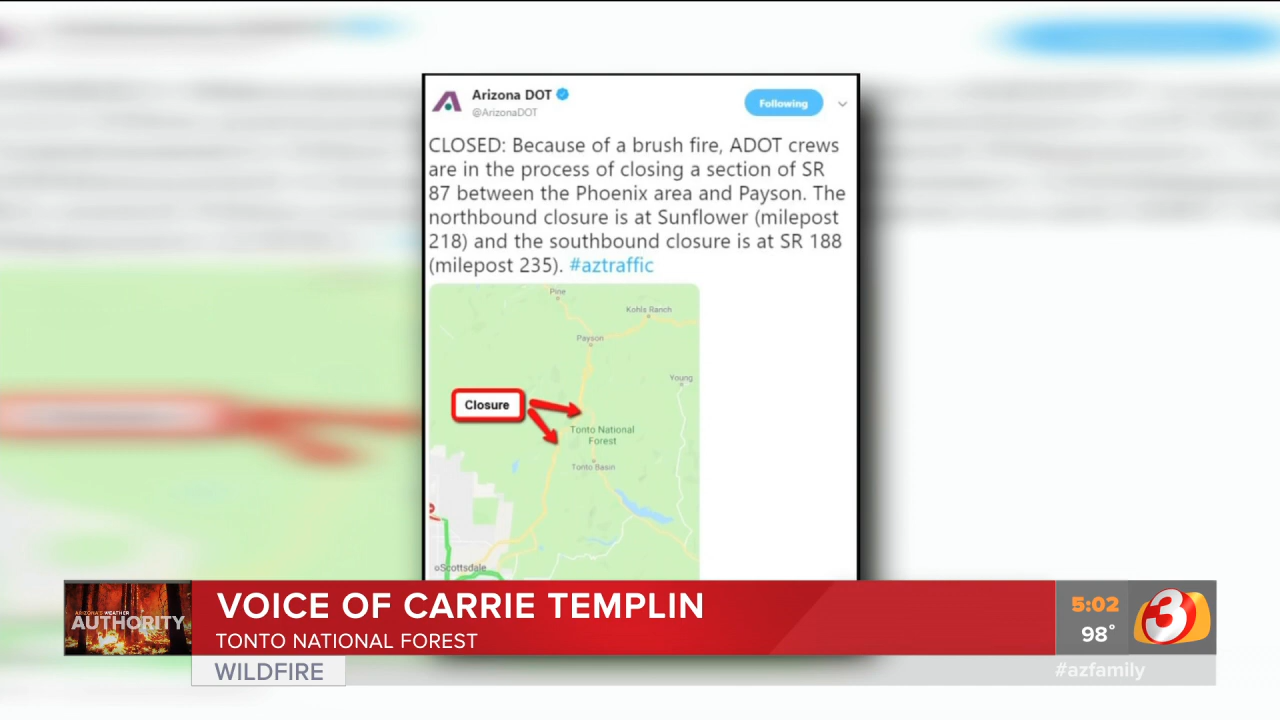 Arizona DOT
@ArizonaDOT
Following
CLOSED: Because of a brush fire, ADOT crews
are in the process of closing a section of SR
87 between the Phoenix area and Payson. The
northbound closure is at Sunflower (milepost
218) and the southbound closure is at SR 188
(milepost 235). #aztraffic
Pine
Kohls Ranch
Payson
Young
Closure
Tonto National
Forest
Tonto Basin
Scottsdale
ARIZONA'S WEATHER
AUTHORITY
VOICE OF CARRIE TEMPLIN
TONTO NATIONAL FOREST
WILDFIRE
5:02
98°
3
#azfamily